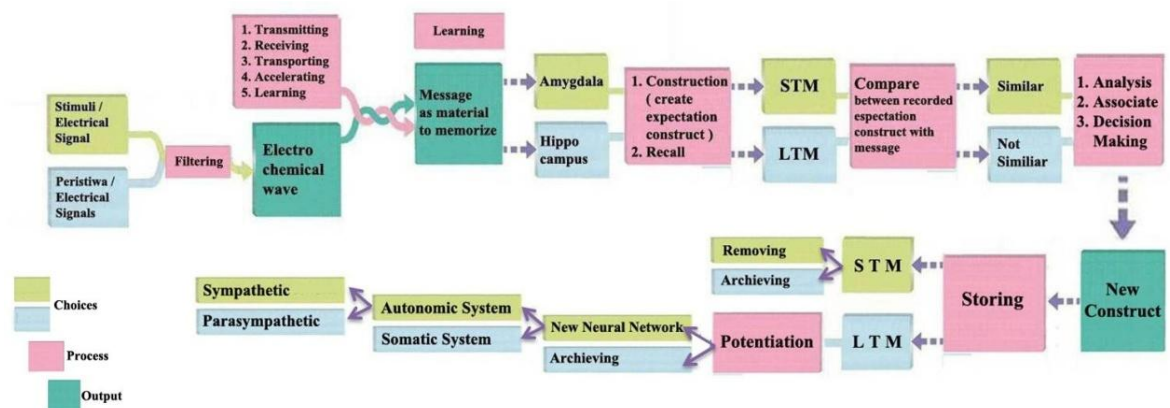 Stimuli /
Electrical
Signal
Peristiwa /
Electrical
Signals
Filtering
1. Transmitting
2. Receiving
3. Transporting
4. Accelerating
5. Learning
Electro
chemical
wave
Learning
Message
as material
to memorize
Amygdala
Hippo
campus
1. Construction
( create
expectation
construct )
2. Recall
STM
LTM
Compare
between recorded
espectation
construct with
message
Similar
Not
Similiar
1. Analysis
2. Associate
3. Decision
Making
New
Construct
Storing
S T M
L T M
Removing
Archieving
Potentiation
New Neural Network
Archieving
Autonomic System
Somatic System
Sympathetic
Parasympathetic
Choices
Process
Output